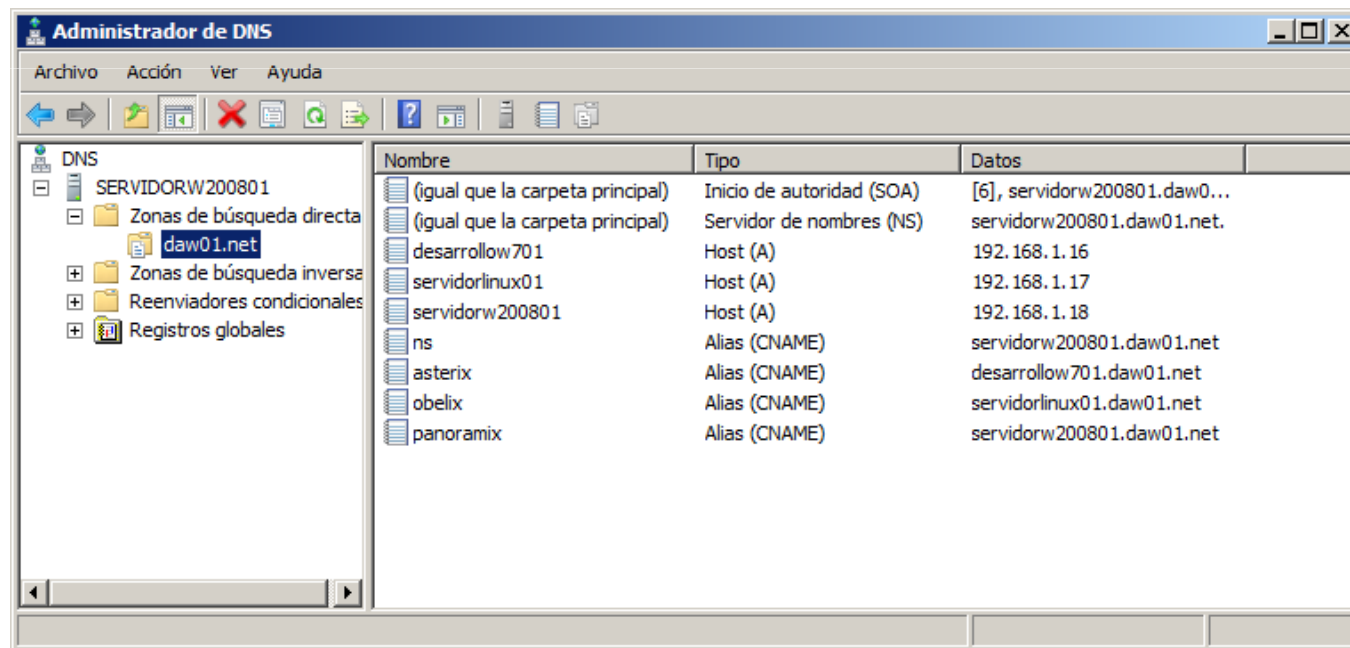 Administrador de DNS
Archivo Acción Ver Ayuda
DNS
SERVIDORW200801
Zonas de búsqueda directa
daw01.net
Zonas de búsqueda inversa
Reenviadores condicionales
Registros globales
Nombre Tipo Datos
(igual que la carpeta principal) Inicio de autoridad (SOA) [6], servidorw200801.daw0...
(igual que la carpeta principal) Servidor de nombres (NS) servidorw200801.daw01.net.
desarrollow701 Host (A) 192.168.1.16
servidorlinux01 Host (A) 192.168.1.17
servidorw200801 Host (A) 192.168.1.18
ns Alias (CNAME) servidorw200801.daw01.net
asterix Alias (CNAME) desarrollow701.daw01.net
obelix Alias (CNAME) servidorlinux01.daw01.net
panoramix Alias (CNAME) servidorw200801.daw01.net